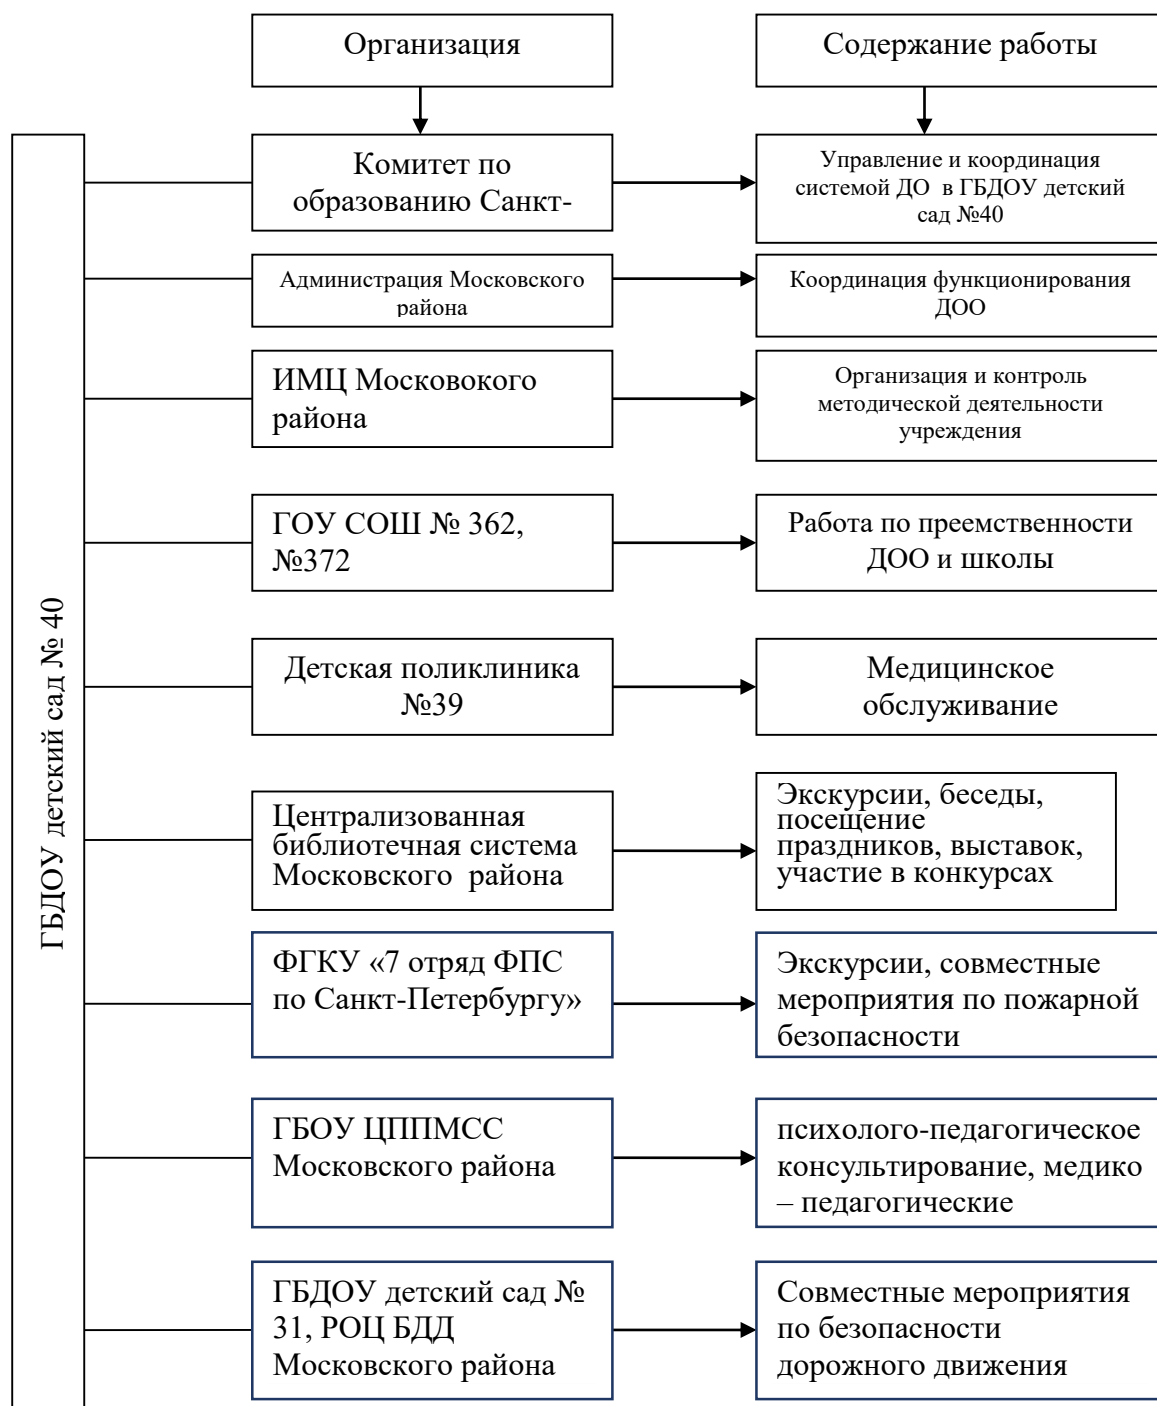 Организация
Содержание работы
ГБДОУ детский сад № 40
Комитет по
образованию Санкт-
Управление и координация
системой ДО в ГБДОУ детский
сад №40
Администрация Московского
района
Координация функционирования
ДОО
ИМЦ Московокого
района
Организация и контроль
методической деятельности
учреждения
ГОУ СОШ № 362,
№372
Работа по преемственности
ДОО и школы
Детская поликлиника
№39
Медицинское
обслуживание
Централизованная
библиотечная система
Московского района
Экскурсии, беседы,
посещение
праздников, выставок,
участие в конкурсах
ФГКУ «7 отряд ФПС
по Санкт-Петербургу»
Экскурсии, совместные
мероприятия по пожарной
безопасности
ГБОУ ЦППМСС
Московского района
психолого-педагогическое
консультирование, медико
– педагогические
ГБДОУ детский сад №
31, РОЦ БДД
Московского района
Совместные мероприятия
по безопасности
дорожного движения